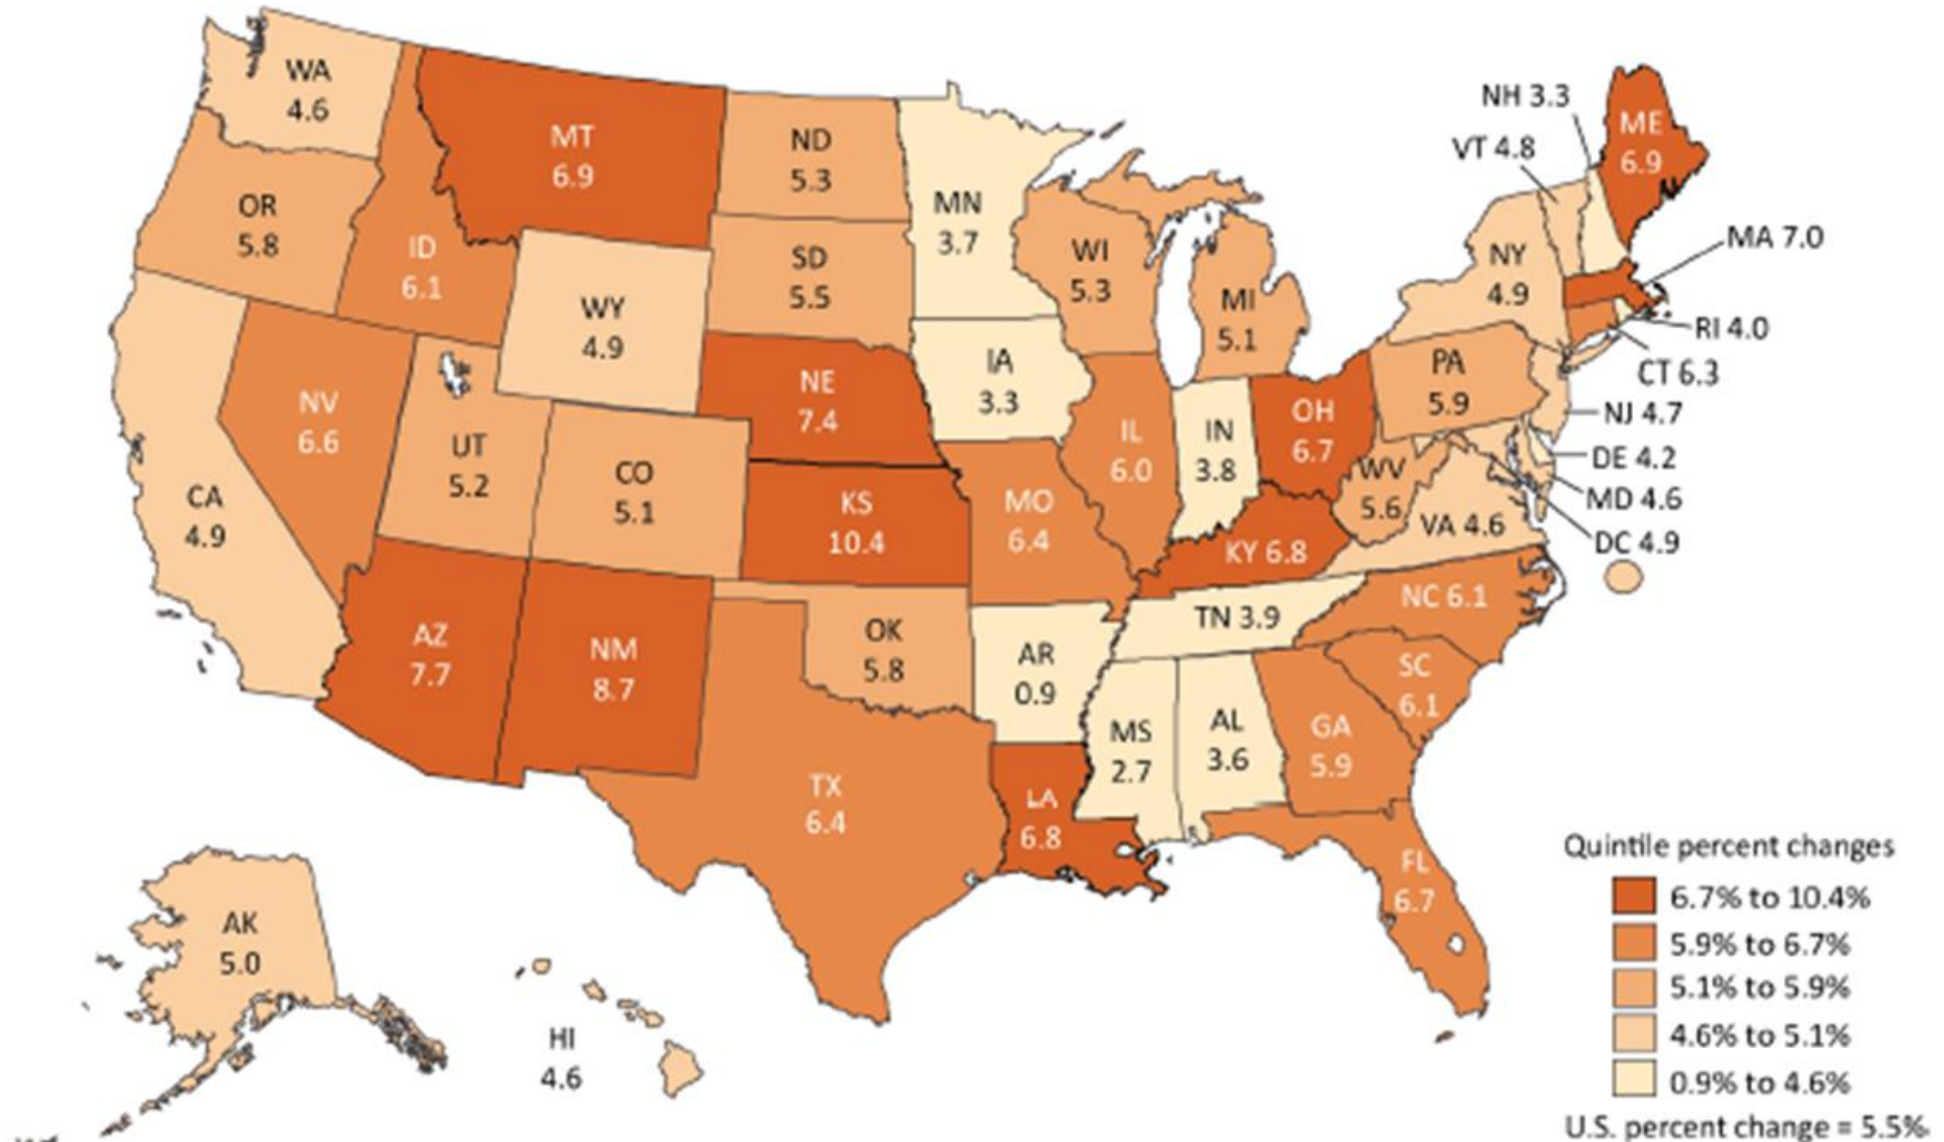 WA
4.6
MT
6.9
ND
5.3
MN
3.7
NH 3.3
VT 4.8
ME
6.9
OR
5.8
ID
6.1
WY
4.9
SD
5.5
WI
5.3
MI
5.1
NY
4.9
MA 7.0
RI 4.0
CT 6.3
NJ 4.7
DE 4.2
MD 4.6
DC 4.9
NV
6.6
UT
5.2
CO
5.1
NE
7.4
IA
3.3
IL
6.0
IN
3.8
OH
6.7
PA
5.9
WV
5.6
VA 4.6
CA
4.9
KS
10.4
MO
6.4
KY 6.8
NC 6.1
TN 3.9
AZ
7.7
NM
8.7
OK
5.8
AR
0.9
SC
6.1
MS
2.7
AL
3.6
GA
5.9
TX
6.4
LA
6.8
FL
6.7
AK
5.0
HI
4.6
Quintile percent changes
6.7% to 10.4%
5.9% to 6.7%
5.1% to 5.9%
4.6% to 5.1%
0.9% to 4.6%
U.S. percent change = 5.5%